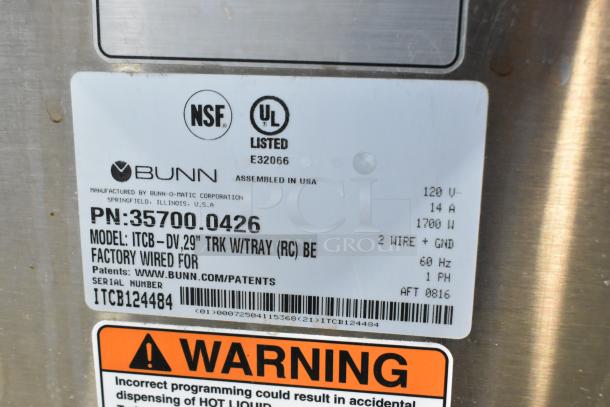 NSF®
UL
LISTED
E32066
BUNN
ASSEMBLED IN USA
MANUFACTURED BY BUNN-O-MATIC CORPORATION
SPRINGFIELD, ILLINOIS, U.S.A
PN:35700.0426
MODEL: ITCB-DV,29" TRK W/TRAY (RC) BE
FACTORY WIRED FOR
Patents: WWW.BUNN.COM/PATENTS
SERIAL NUMBER
ITCB124484
120 V~
14 A
1700 W
2 WIRE + GND
60 Hz
1 PH
AFT 0816
(01)00072504115368(21)ITCB124484
PCI
GROUP
WARNING
Incorrect programming could result in accidental
dispensing of HOT LIQUID